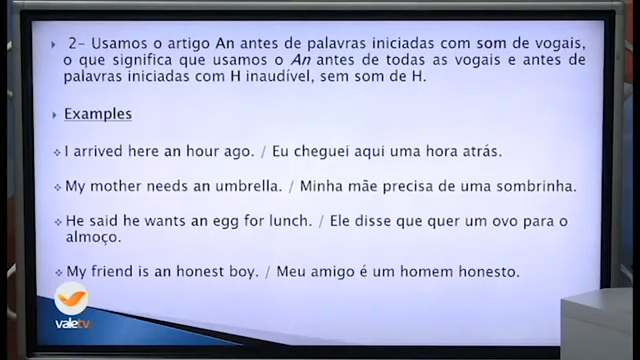 2- Usamos o artigo An antes de palavras iniciadas com som de vogais,
o que significa que usamos o An antes de todas as vogais e antes de
palavras iniciadas com H inaudível, sem som de H.
Examples
I arrived here an hour ago. / Eu cheguei aqui uma hora atrás.
My mother needs an umbrella. / Minha mãe precisa de uma sombrinha.
He said he wants an egg for lunch. / Ele disse que quer um ovo para o
almoço.
My friend is an honest boy. / Meu amigo é um homem honesto.
valetv